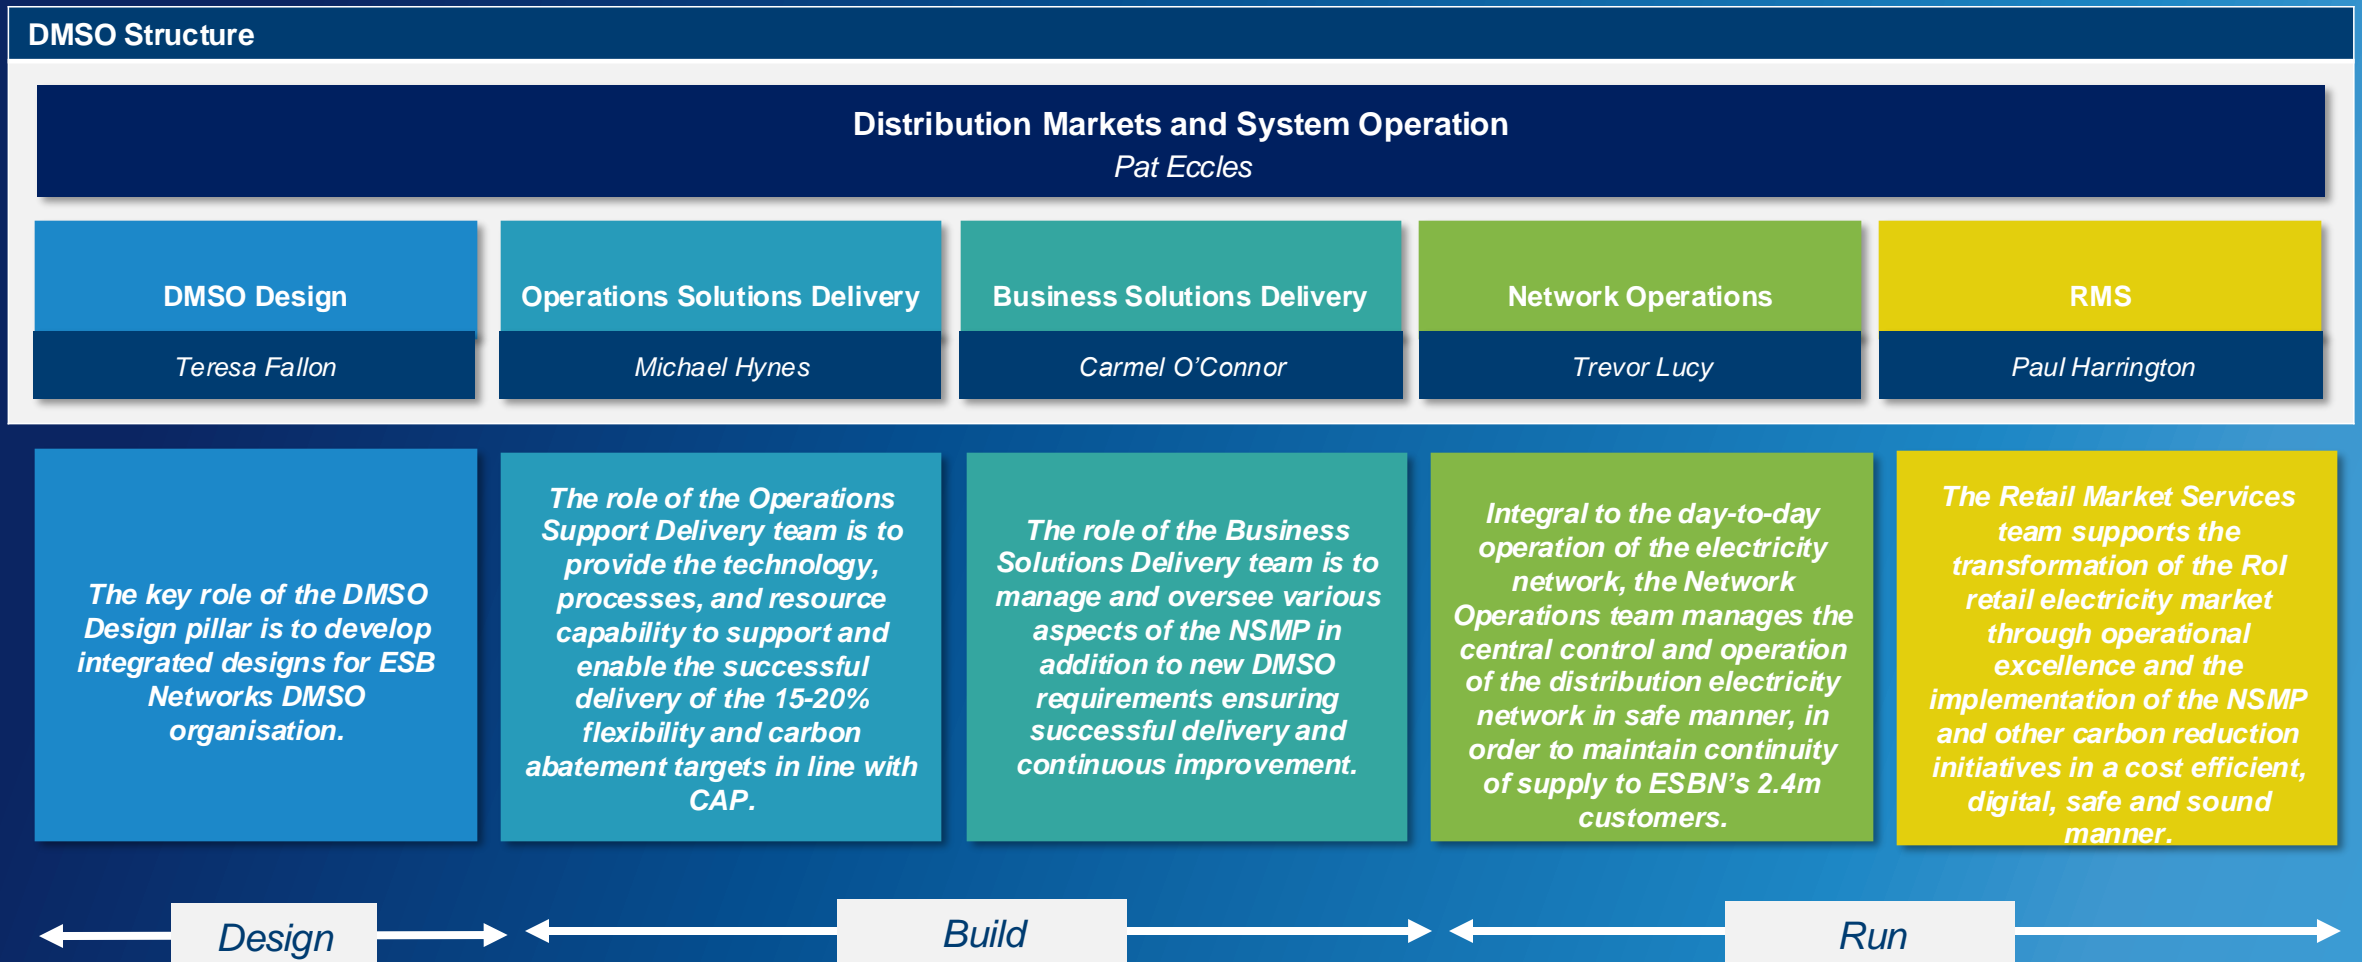 DMSO Structure
Distribution Markets and System Operation
Pat Eccles
DMSO Design
Teresa Fallon
Operations Solutions Delivery
Michael Hynes
Business Solutions Delivery
Carmel O’Connor
Network Operations
Trevor Lucy
RMS
Paul Harrington
The key role of the DMSO
Design pillar is to develop
integrated designs for ESB
Networks DMSO
organisation.
The role of the Operations
Support Delivery team is to
provide the technology,
processes, and resource
capability to support and
enable the successful
delivery of the 15-20%
flexibility and carbon
abatement targets in line with
CAP.
The role of the Business
Solutions Delivery team is to
manage and oversee various
aspects of the NSMP in
addition to new DMSO
requirements ensuring
successful delivery and
continuous improvement.
Integral to the day-to-day
operation of the electricity
network, the Network
Operations team manages the
central control and operation
of the distribution electricity
network in safe manner, in
order to maintain continuity
of supply to ESBN’s 2.4m
customers.
The Retail Market Services
team supports the
transformation of the RoI
retail electricity market
through operational
excellence and the
implementation of the NSMP
and other carbon reduction
initiatives in a cost efficient,
digital, safe and sound
manner.
Design
Build
Run